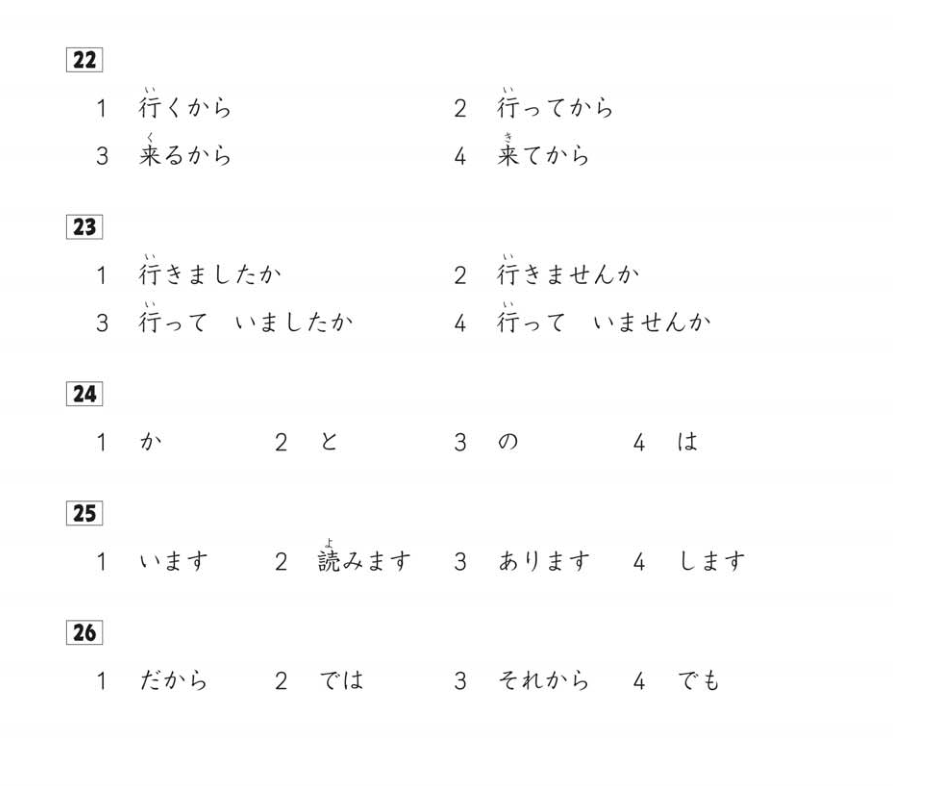 22
1 行くから 2 行ってから
3 来るから 4 来てから
23
1 行きましたか 2 行きませんか
3 行って いましたか 4 行って いませんか
24
1 か 2 と 3 の 4 は
25
1 います 2 読みます 3 あります 4 します
26
1 だから 2 では 3 それから 4 でも